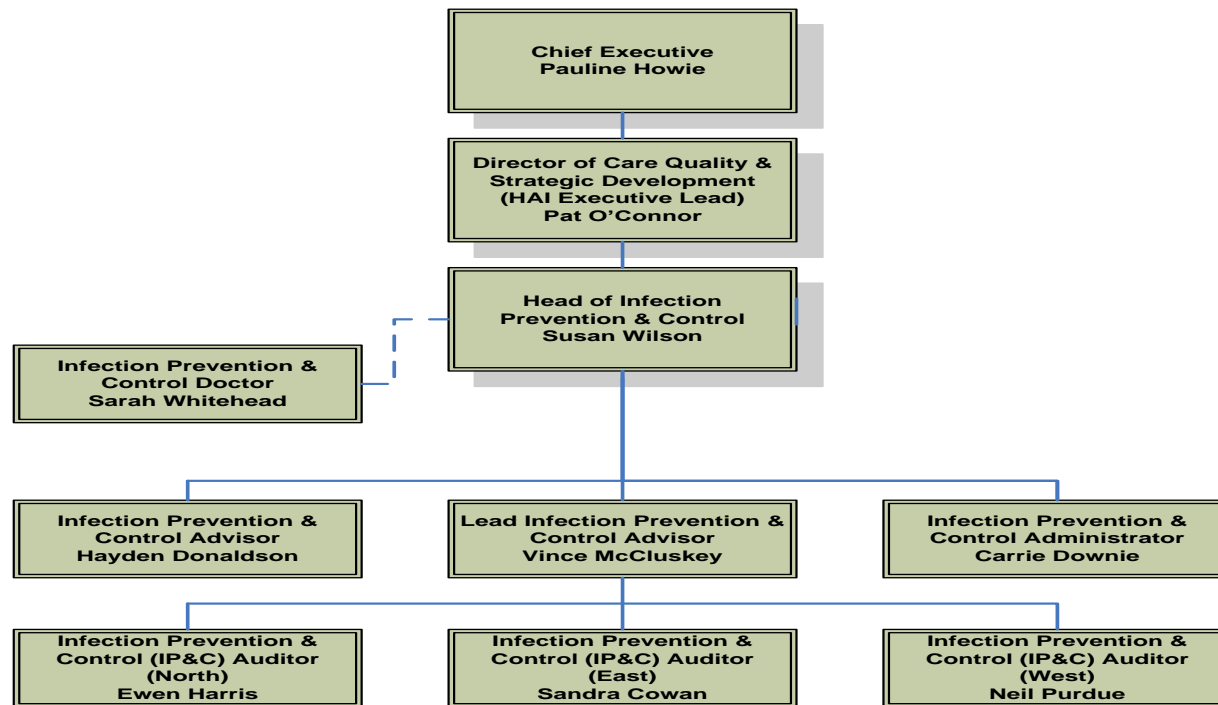 Chief Executive
Pauline Howie
Director of Care Quality &
Strategic Development
(HAI Executive Lead)
Pat O’Connor
Head of Infection
Prevention & Control
Susan Wilson
Infection Prevention &
Control Doctor
Sarah Whitehead
Infection Prevention &
Control Advisor
Hayden Donaldson
Lead Infection Prevention &
Control Advisor
Vince McCluskey
Infection Prevention &
Control Administrator
Carrie Downie
Infection Prevention &
Control (IP&C) Auditor
(North)
Ewen Harris
Infection Prevention &
Control (IP&C) Auditor
(East)
Sandra Cowan
Infection Prevention &
Control (IP&C) Auditor
(West)
Neil Purdue